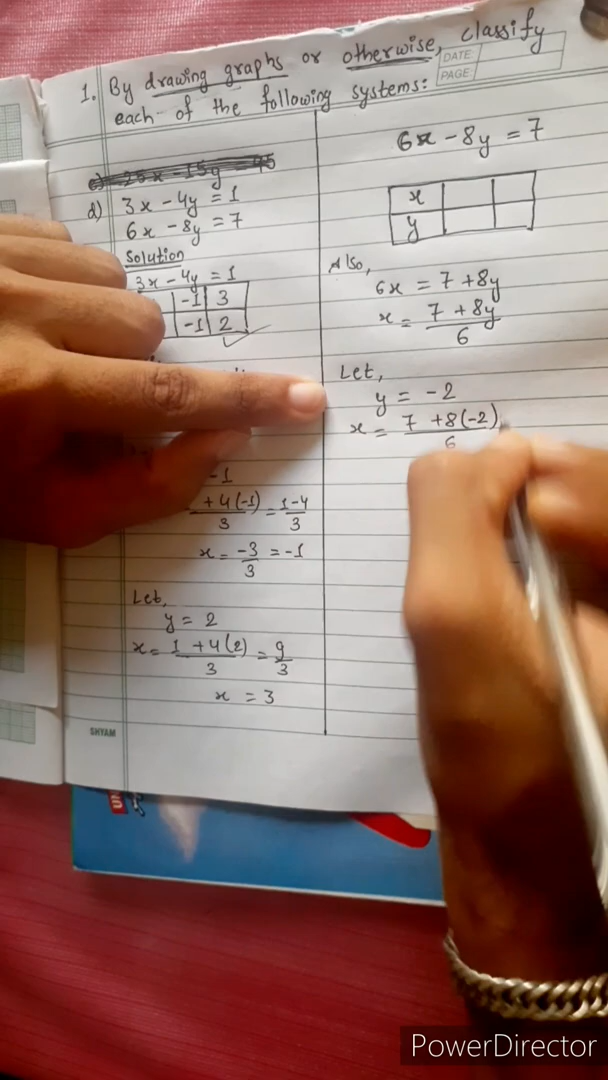 1. By drawing graphs or otherwise, classify
each of the following systems:
DATE:
PAGE:
d) 3x - 4y = 1
6x - 8y = 7
Solution
3x - 4y = 1
-1 3
-1 2
-1
+4(-1)/3 = 1-4/3
x = -3/3 = -1
Let,
y = 2
x = 1 +4(2)/3 = 9/3
x = 3
SHYAM
6x - 8y = 7
x
y
Also,
6x = 7 +8y
x = 7 +8y/6
Let,
y = -2
x = 7 +8(-2)/6
PowerDirector